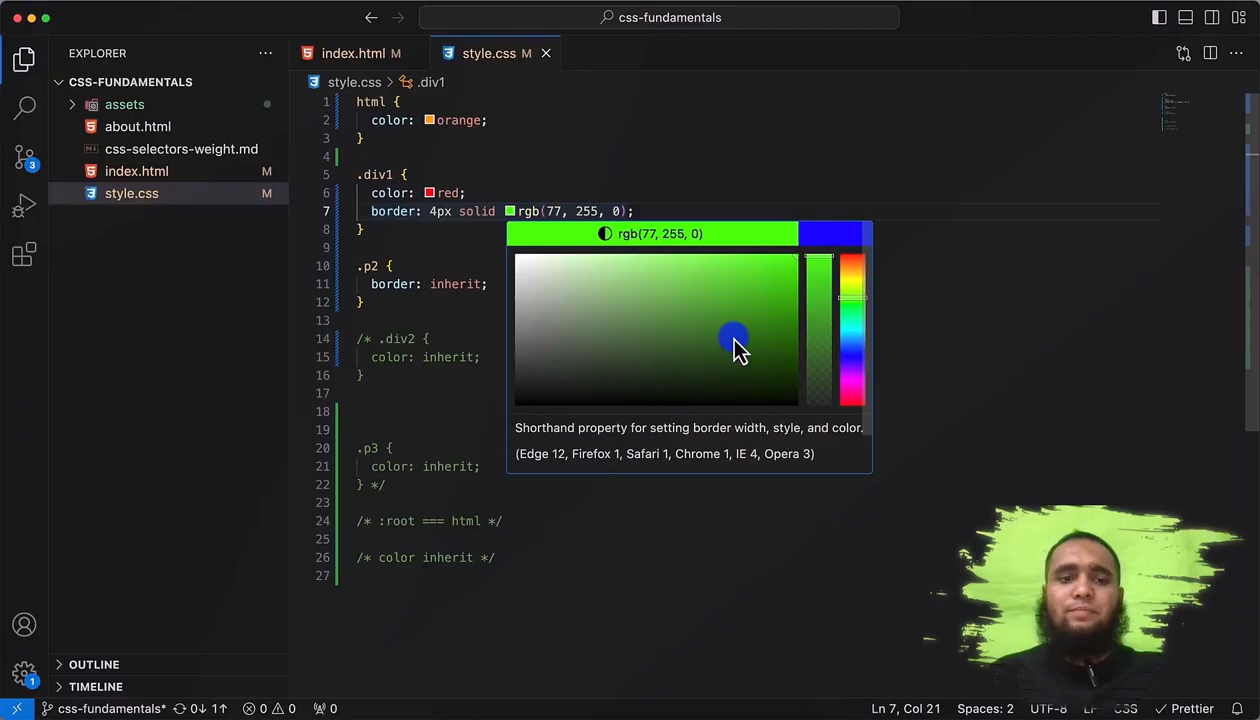 css-fundamentals
EXPLORER
index.html M
style.css M
CSS-FUNDAMENTALS
style.css > .div1
assets
about.html
css-selectors-weight.md
index.html M
style.css M
3
1 html {
2 color: orange;
3 }
4
5 .div1 {
6 color: red;
7 border: 4px solid rgb(77, 255, 0);
8 }
9
10 .p2 {
11 border: inherit;
12 }
13
14 /* .div2 {
15 color: inherit;
16 }
17
18
19
20 .p3 {
21 color: inherit;
22 } */
23
24 /* :root === html */
25
26 /* color inherit */
27
rgb(77, 255, 0)
Shorthand property for setting border width, style, and color.
(Edge 12, Firefox 1, Safari 1, Chrome 1, IE 4, Opera 3)
OUTLINE
TIMELINE
1
css-fundamentals* 0↓ 1↑ 0 0 0
Ln 7, Col 21 Spaces: 2 UTF-8 LF CSS Prettier